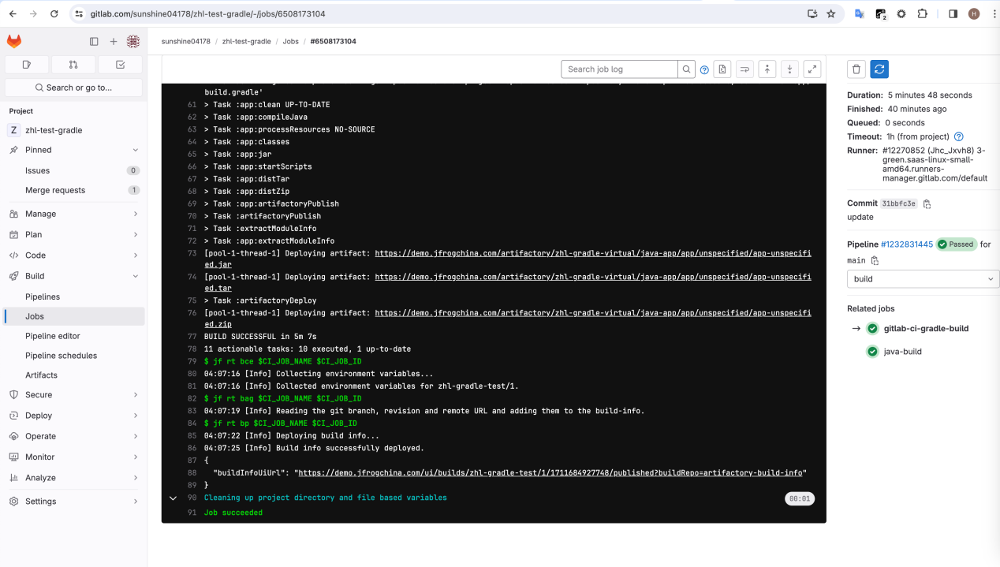 gitlab.com/sunshine04178/zhl-test-gradle/-/jobs/6508173104
H
sunshine04178 / zhl-test-gradle / Jobs / #6508173104
Search or go to...
Project
Z zhl-test-gradle
Pinned
Issues 0
Merge requests 1
Manage
Plan
Code
Build
Pipelines
Jobs
Pipeline editor
Pipeline schedules
Artifacts
Secure
Deploy
Operate
Monitor
Analyze
Settings
Search job log
build.gradle'
61 > Task :app:clean UP-TO-DATE
62 > Task :app:compileJava
63 > Task :app:processResources NO-SOURCE
64 > Task :app:classes
65 > Task :app:jar
66 > Task :app:startScripts
67 > Task :app:distTar
68 > Task :app:distZip
69 > Task :app:artifactoryPublish
70 > Task :artifactoryPublish
71 > Task :extractModuleInfo
72 > Task :app:extractModuleInfo
73 [pool-1-thread-1] Deploying artifact: https://demo.jfrogchina.com/artifactory/zhl-gradle-virtual/java-app/app/unspecified/app-unspecifi
ed.jar
74 [pool-1-thread-1] Deploying artifact: https://demo.jfrogchina.com/artifactory/zhl-gradle-virtual/java-app/app/unspecified/app-unspecifi
ed.tar
75 > Task :artifactoryDeploy
76 [pool-1-thread-1] Deploying artifact: https://demo.jfrogchina.com/artifactory/zhl-gradle-virtual/java-app/app/unspecified/app-unspecifi
ed.zip
77 BUILD SUCCESSFUL in 5m 7s
78 11 actionable tasks: 10 executed, 1 up-to-date
79 $ jf rt bce $CI_JOB_NAME $CI_JOB_ID
80 04:07:16 [Info] Collecting environment variables...
81 04:07:16 [Info] Collected environment variables for zhl-gradle-test/1.
82 $ jf rt bag $CI_JOB_NAME $CI_JOB_ID
83 04:07:19 [Info] Reading the git branch, revision and remote URL and adding them to the build-info.
84 $ jf rt bp $CI_JOB_NAME $CI_JOB_ID
85 04:07:22 [Info] Deploying build info...
86 04:07:25 [Info] Build info successfully deployed.
87 {
88 "buildInfoUiUrl": "https://demo.jfrogchina.com/ui/builds/zhl-gradle-test/1/1711684927748/published?buildRepo=artifactory-build-info"
89 }
90 Cleaning up project directory and file based variables 00:01
91 Job succeeded
Duration: 5 minutes 48 seconds
Finished: 40 minutes ago
Queued: 0 seconds
Timeout: 1h (from project)
Runner: #12270852 (Jhc_Jxvh8) 3-
green.saas-linux-small-
amd64.runners-
manager.gitlab.com/default
Commit 31bbfc3e
update
Pipeline #1232831445 Passed for
main
build
Related jobs
→ gitlab-ci-gradle-build
java-build